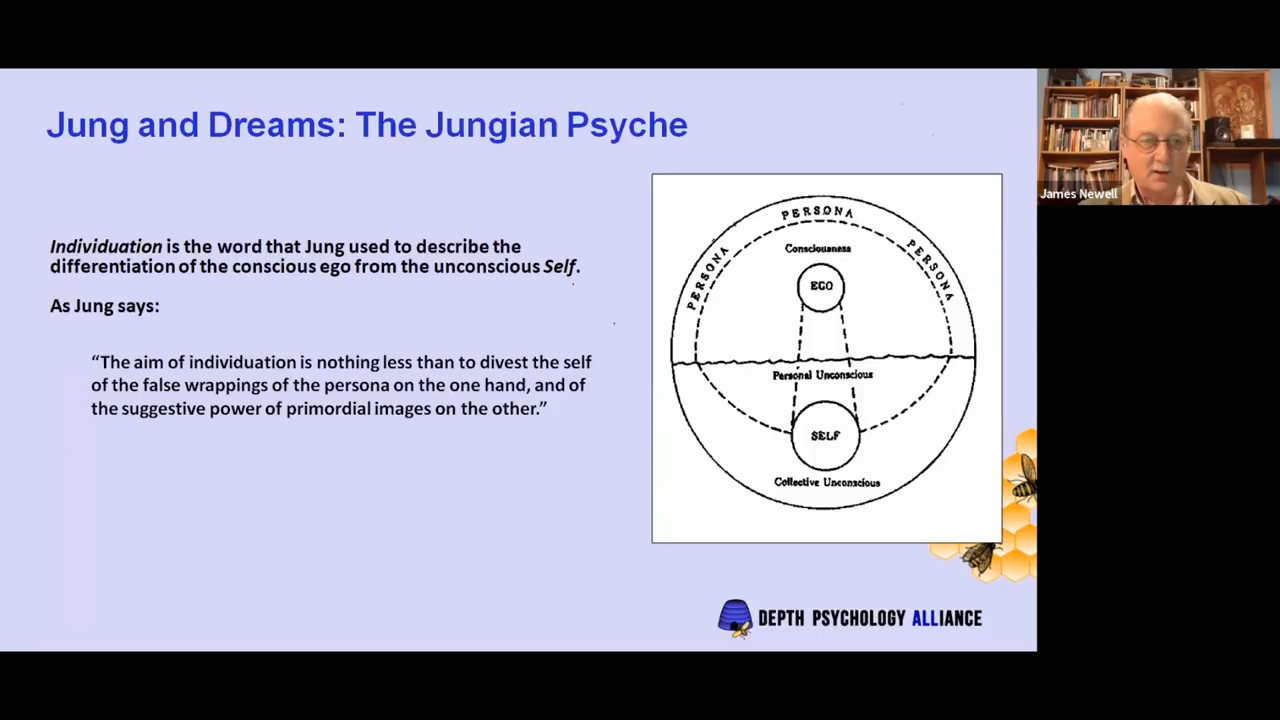 Jung and Dreams: The Jungian Psyche
James Newell
Individuation is the word that Jung used to describe the
differentiation of the conscious ego from the unconscious Self.
As Jung says:
“The aim of individuation is nothing less than to divest the self
of the false wrappings of the persona on the one hand, and of
the suggestive power of primordial images on the other.”
PERSONA
PERSONA
PERSONA
Consciousness
EGO
Personal Unconscious
SELF
Collective Unconscious
DEPTH PSYCHOLOGY ALLIANCE